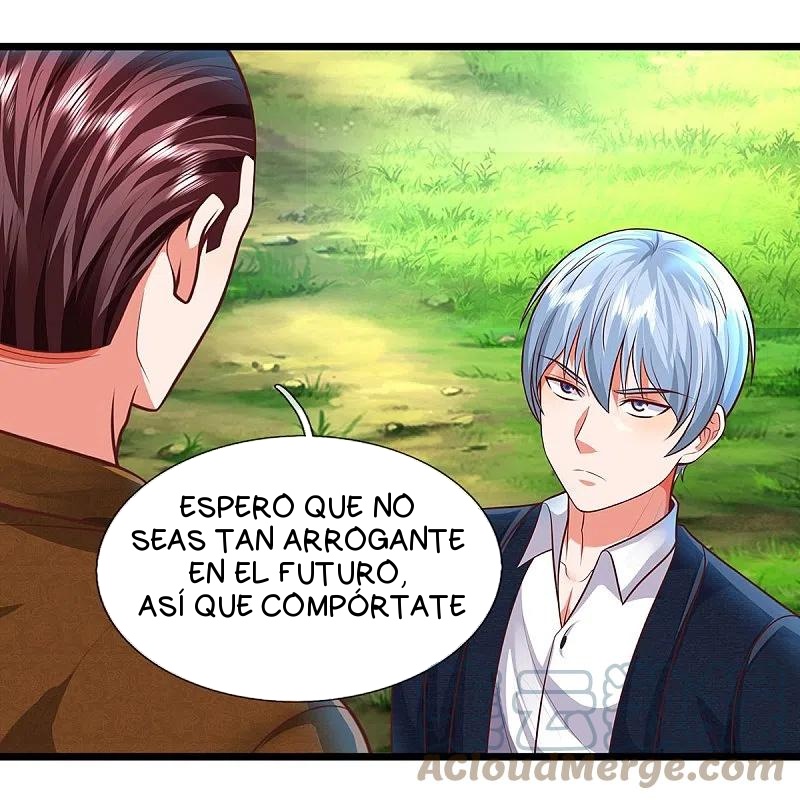 ESPERO QUE NO
SEAS TAN ARROGANTE
EN EL FUTURO,
ASÍ QUE COMPÓRTATE
ACloudMerge.com